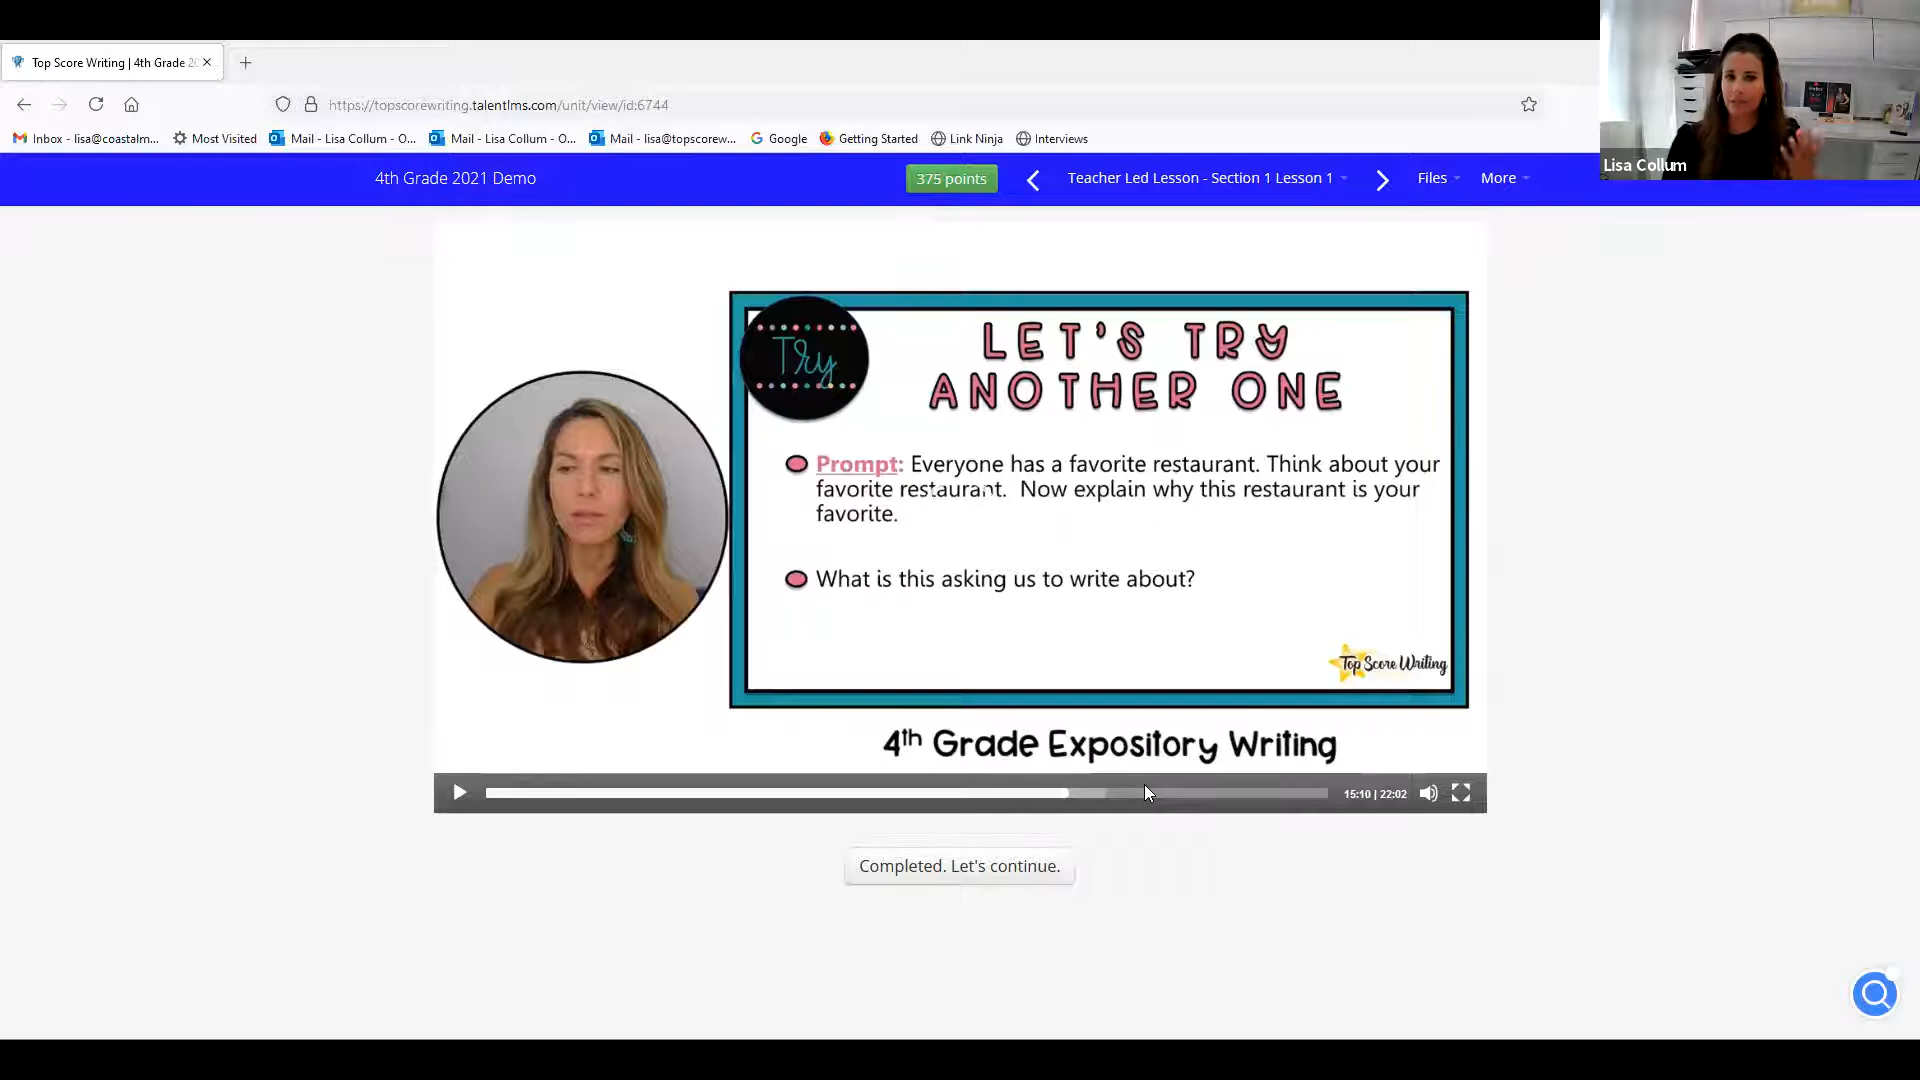 Top Score Writing | 4th Grade 20
https://topscorewriting.talentlms.com/unit/view/id:6744
Inbox - lisa@coastalm... Most Visited Mail - Lisa Collum - O... Mail - Lisa Collum - O... Mail - lisa@topscorew... Google Getting Started Link Ninja Interviews
Lisa Collum
4th Grade 2021 Demo 375 points Teacher Led Lesson - Section 1 Lesson 1 Files More
Try
LET'S TRY
ANOTHER ONE
Prompt: Everyone has a favorite restaurant. Think about your
favorite restaurant. Now explain why this restaurant is your
favorite.
What is this asking us to write about?
Top Score Writing
4th Grade Expository Writing
15:10 | 22:02
Completed. Let's continue.